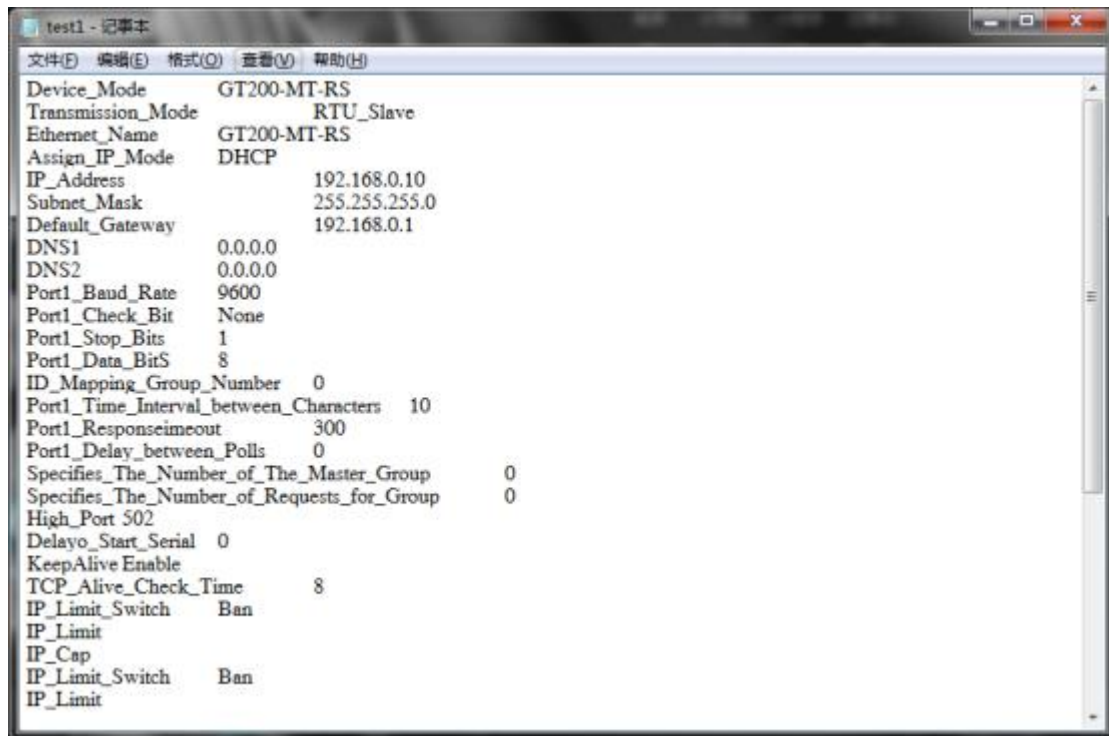 test1 - 记事本
文件(F) 编辑(E) 格式(O) 查看(V) 帮助(H)
Device_Mode GT200-MT-RS
Transmission_Mode RTU_Slave
Ethernet_Name GT200-MT-RS
Assign_IP_Mode DHCP
IP_Address 192.168.0.10
Subnet_Mask 255.255.255.0
Default_Gateway 192.168.0.1
DNS1 0.0.0.0
DNS2 0.0.0.0
Port1_Baud_Rate 9600
Port1_Check_Bit None
Port1_Stop_Bits 1
Port1_Data_BitS 8
ID_Mapping_Group_Number 0
Port1_Time_Interval_between_Characters 10
Port1_Responseimeout 300
Port1_Delay_between_Polls 0
Specifies_The_Number_of_The_Master_Group 0
Specifies_The_Number_of_Requests_for_Group 0
High_Port 502
Delayo_Start_Serial 0
KeepAlive Enable
TCP_Alive_Check_Time 8
IP_Limit_Switch Ban
IP_Limit
IP_Cap
IP_Limit_Switch Ban
IP_Limit